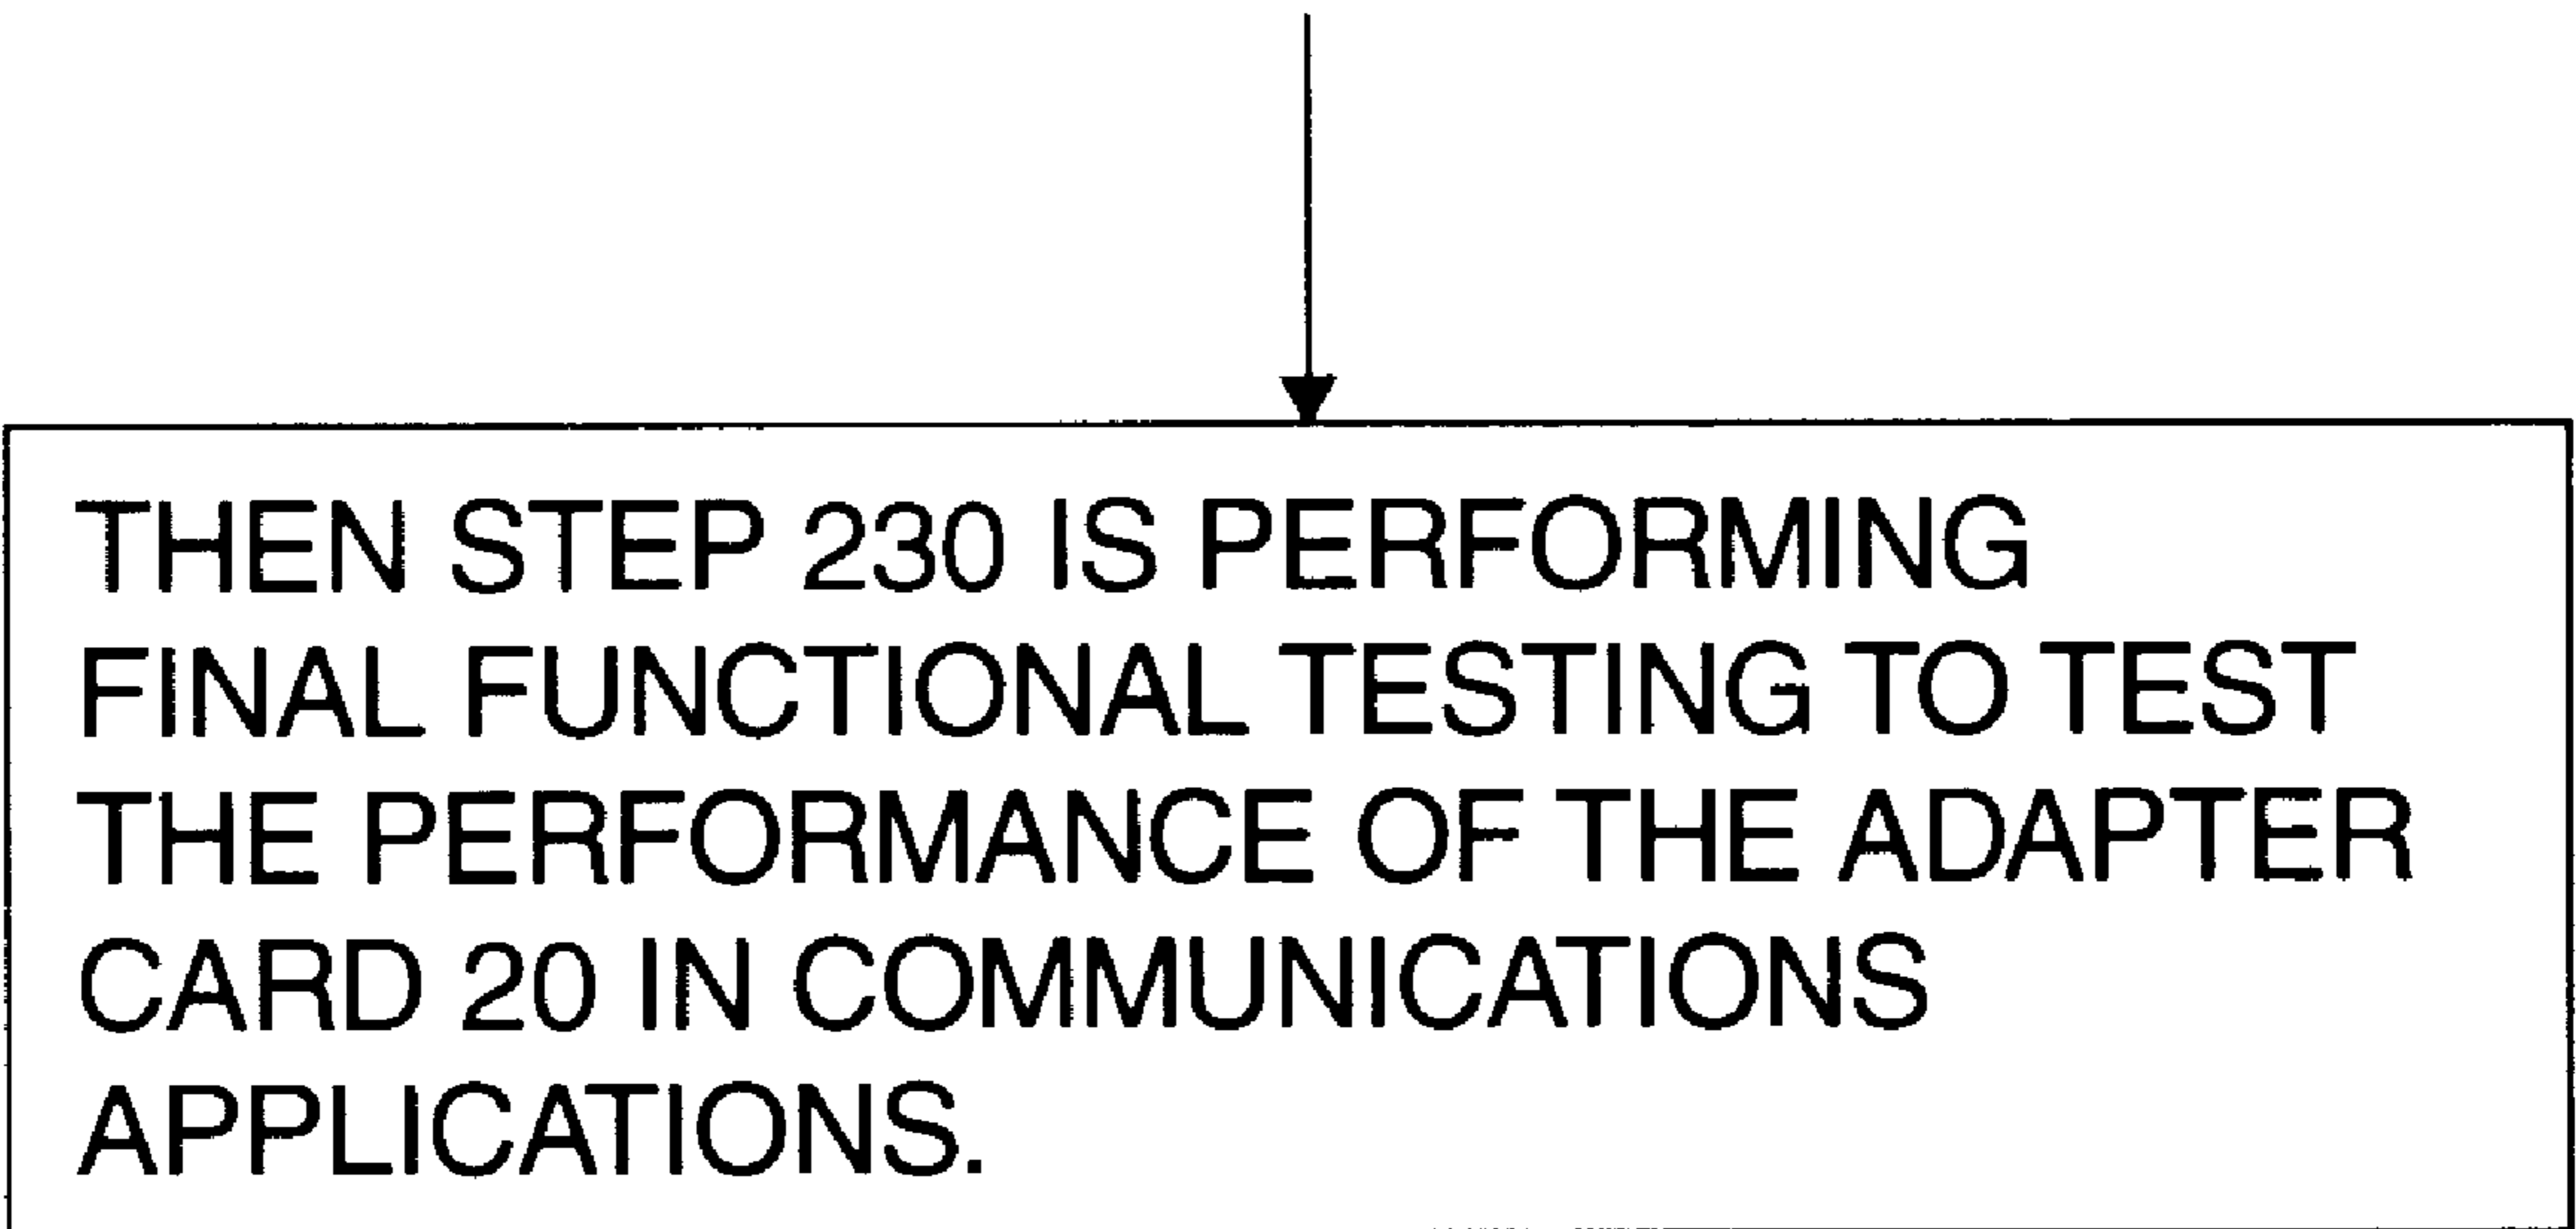 THEN STEP 230 IS PERFORMING
FINAL FUNCTIONAL TESTING TO TEST
THE PERFORMANCE OF THE ADAPTER
CARD 20 IN COMMUNICATIONS
APPLICATIONS.